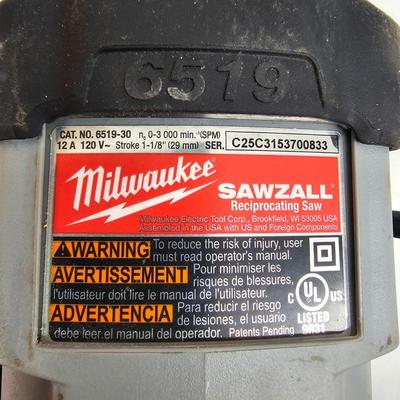 6519
CAT. NO. 6519-30 n₀ 0-3 000 min.⁻¹(SPM)
12 A 120 V~ Stroke 1-1/8" (29 mm) SER. C25C3153700833
Milwaukee
SAWZALL®
Reciprocating Saw
Milwaukee Electric Tool Corp., Brookfield, WI 53005 USA
Assembled in the USA with US and Foreign Components
WARNING To reduce the risk of injury, user
must read operator's manual.
AVERTISSEMENT Pour minimiser les
risques de blessures,
l'utilisateur doit lire le manual de l'utilisateur.
ADVERTENCIA Para reducir el riesgo
de lesiones, el usuario
debe leer el manual del operador. Patents Pending
C UL US
LISTED
9R31